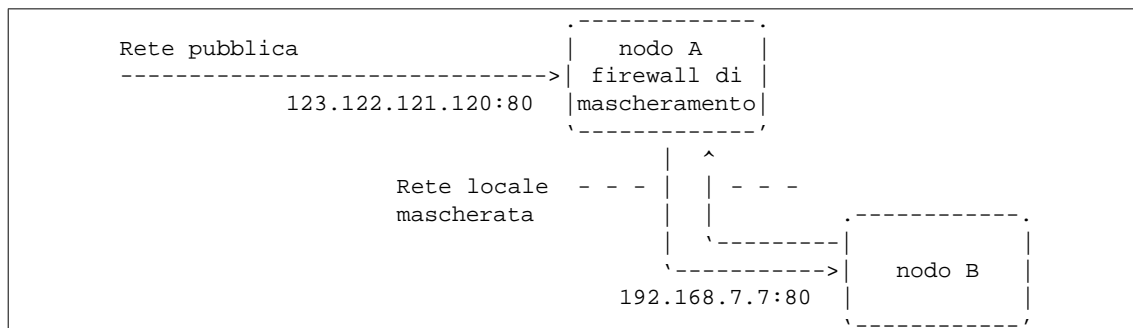 Rete pubblica
nodo A
firewall di
123.122.121.120:80
mascheramento
Rete locale
mascherata
nodo B
192.168.7.7:80